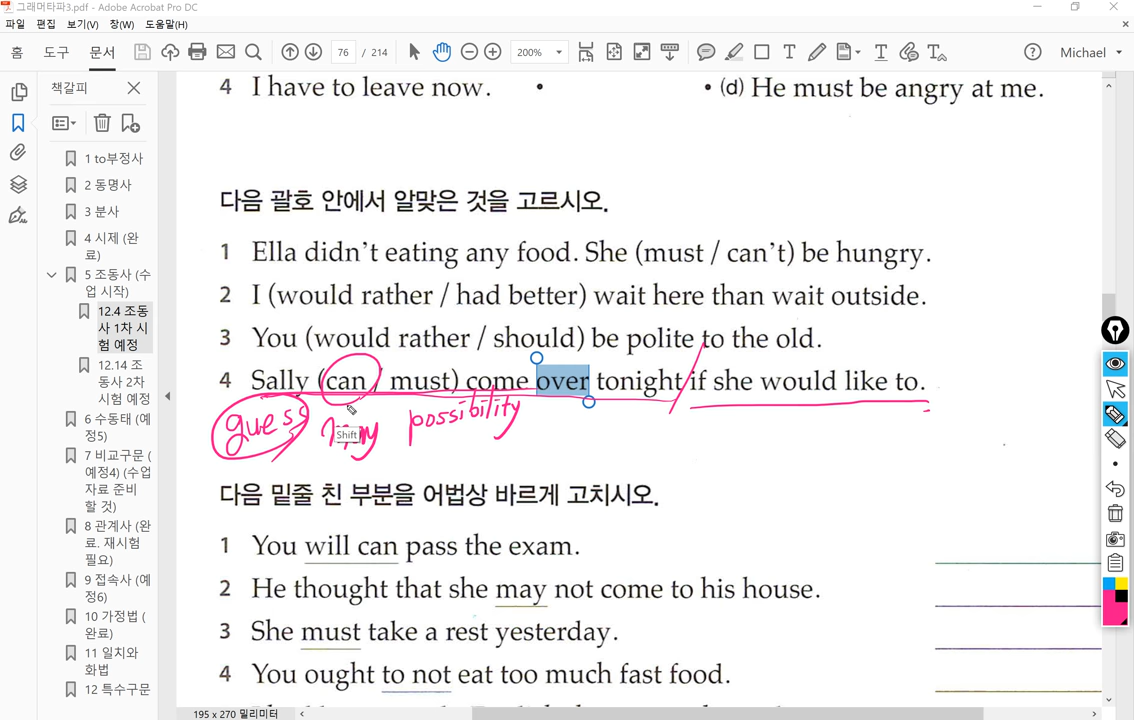 그래머타파3.pdf - Adobe Acrobat Pro DC
파일 편집 보기(V) 창(W) 도움말(H)
홈 도구 문서 76 / 214 200% Michael
책갈피
1 to부정사
2 동명사
3 분사
4 시제 (완
료)
5 조동사 (수
업 시작)
12.4 조동
사 1차 시
험 예정
12.14 조동
사 2차
시험 예정
6 수동태 (예
정5)
7 비교구문 (
예정4) (수업
자료 준비
할 것)
8 관계사 (완
료. 재시험
필요)
9 접속사 (예
정6)
10 가정법 (
완료)
11 일치와
화법
12 특수구문
4 I have to leave now. • • (d) He must be angry at me.
다음 괄호 안에서 알맞은 것을 고르시오.
1 Ella didn't eating any food. She (must / can't) be hungry.
2 I (would rather / had better) wait here than wait outside.
3 You (would rather / should) be polite to the old.
4 Sally (can / must) come over tonight if she would like to.
guess possibility
Shift
다음 밑줄 친 부분을 어법상 바르게 고치시오.
1 You will can pass the exam.
2 He thought that she may not come to his house.
3 She must take a rest yesterday.
4 You ought to not eat too much fast food.
195 x 270 밀리미터